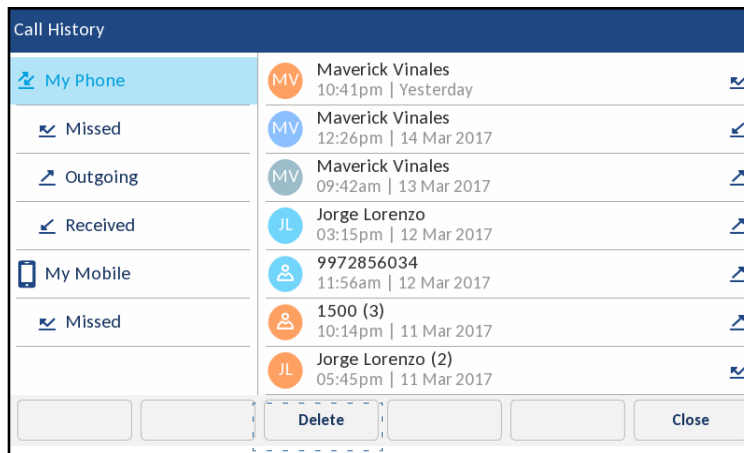 Call History
My Phone
Missed
Outgoing
Received
My Mobile
Missed
MV
Maverick Vinales
10:41pm | Yesterday
MV
Maverick Vinales
12:26pm | 14 Mar 2017
MV
Maverick Vinales
09:42am | 13 Mar 2017
JL
Jorge Lorenzo
03:15pm | 12 Mar 2017
9972856034
11:56am | 12 Mar 2017
1500 (3)
10:14pm | 11 Mar 2017
JL
Jorge Lorenzo (2)
05:45pm | 11 Mar 2017
Delete
Close